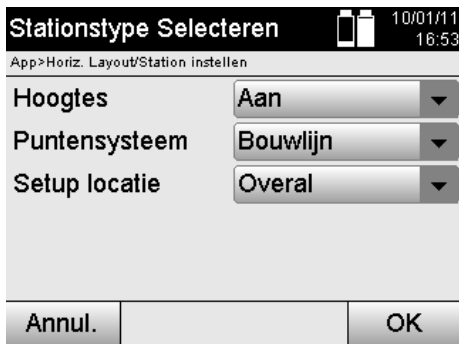 Stationstype Selecteren
10/01/11
16:53
App>Horiz. Layout/Station instellen
Hoogtes Aan
Puntensysteem Bouwlijn
Setup locatie Overal
Annul. OK